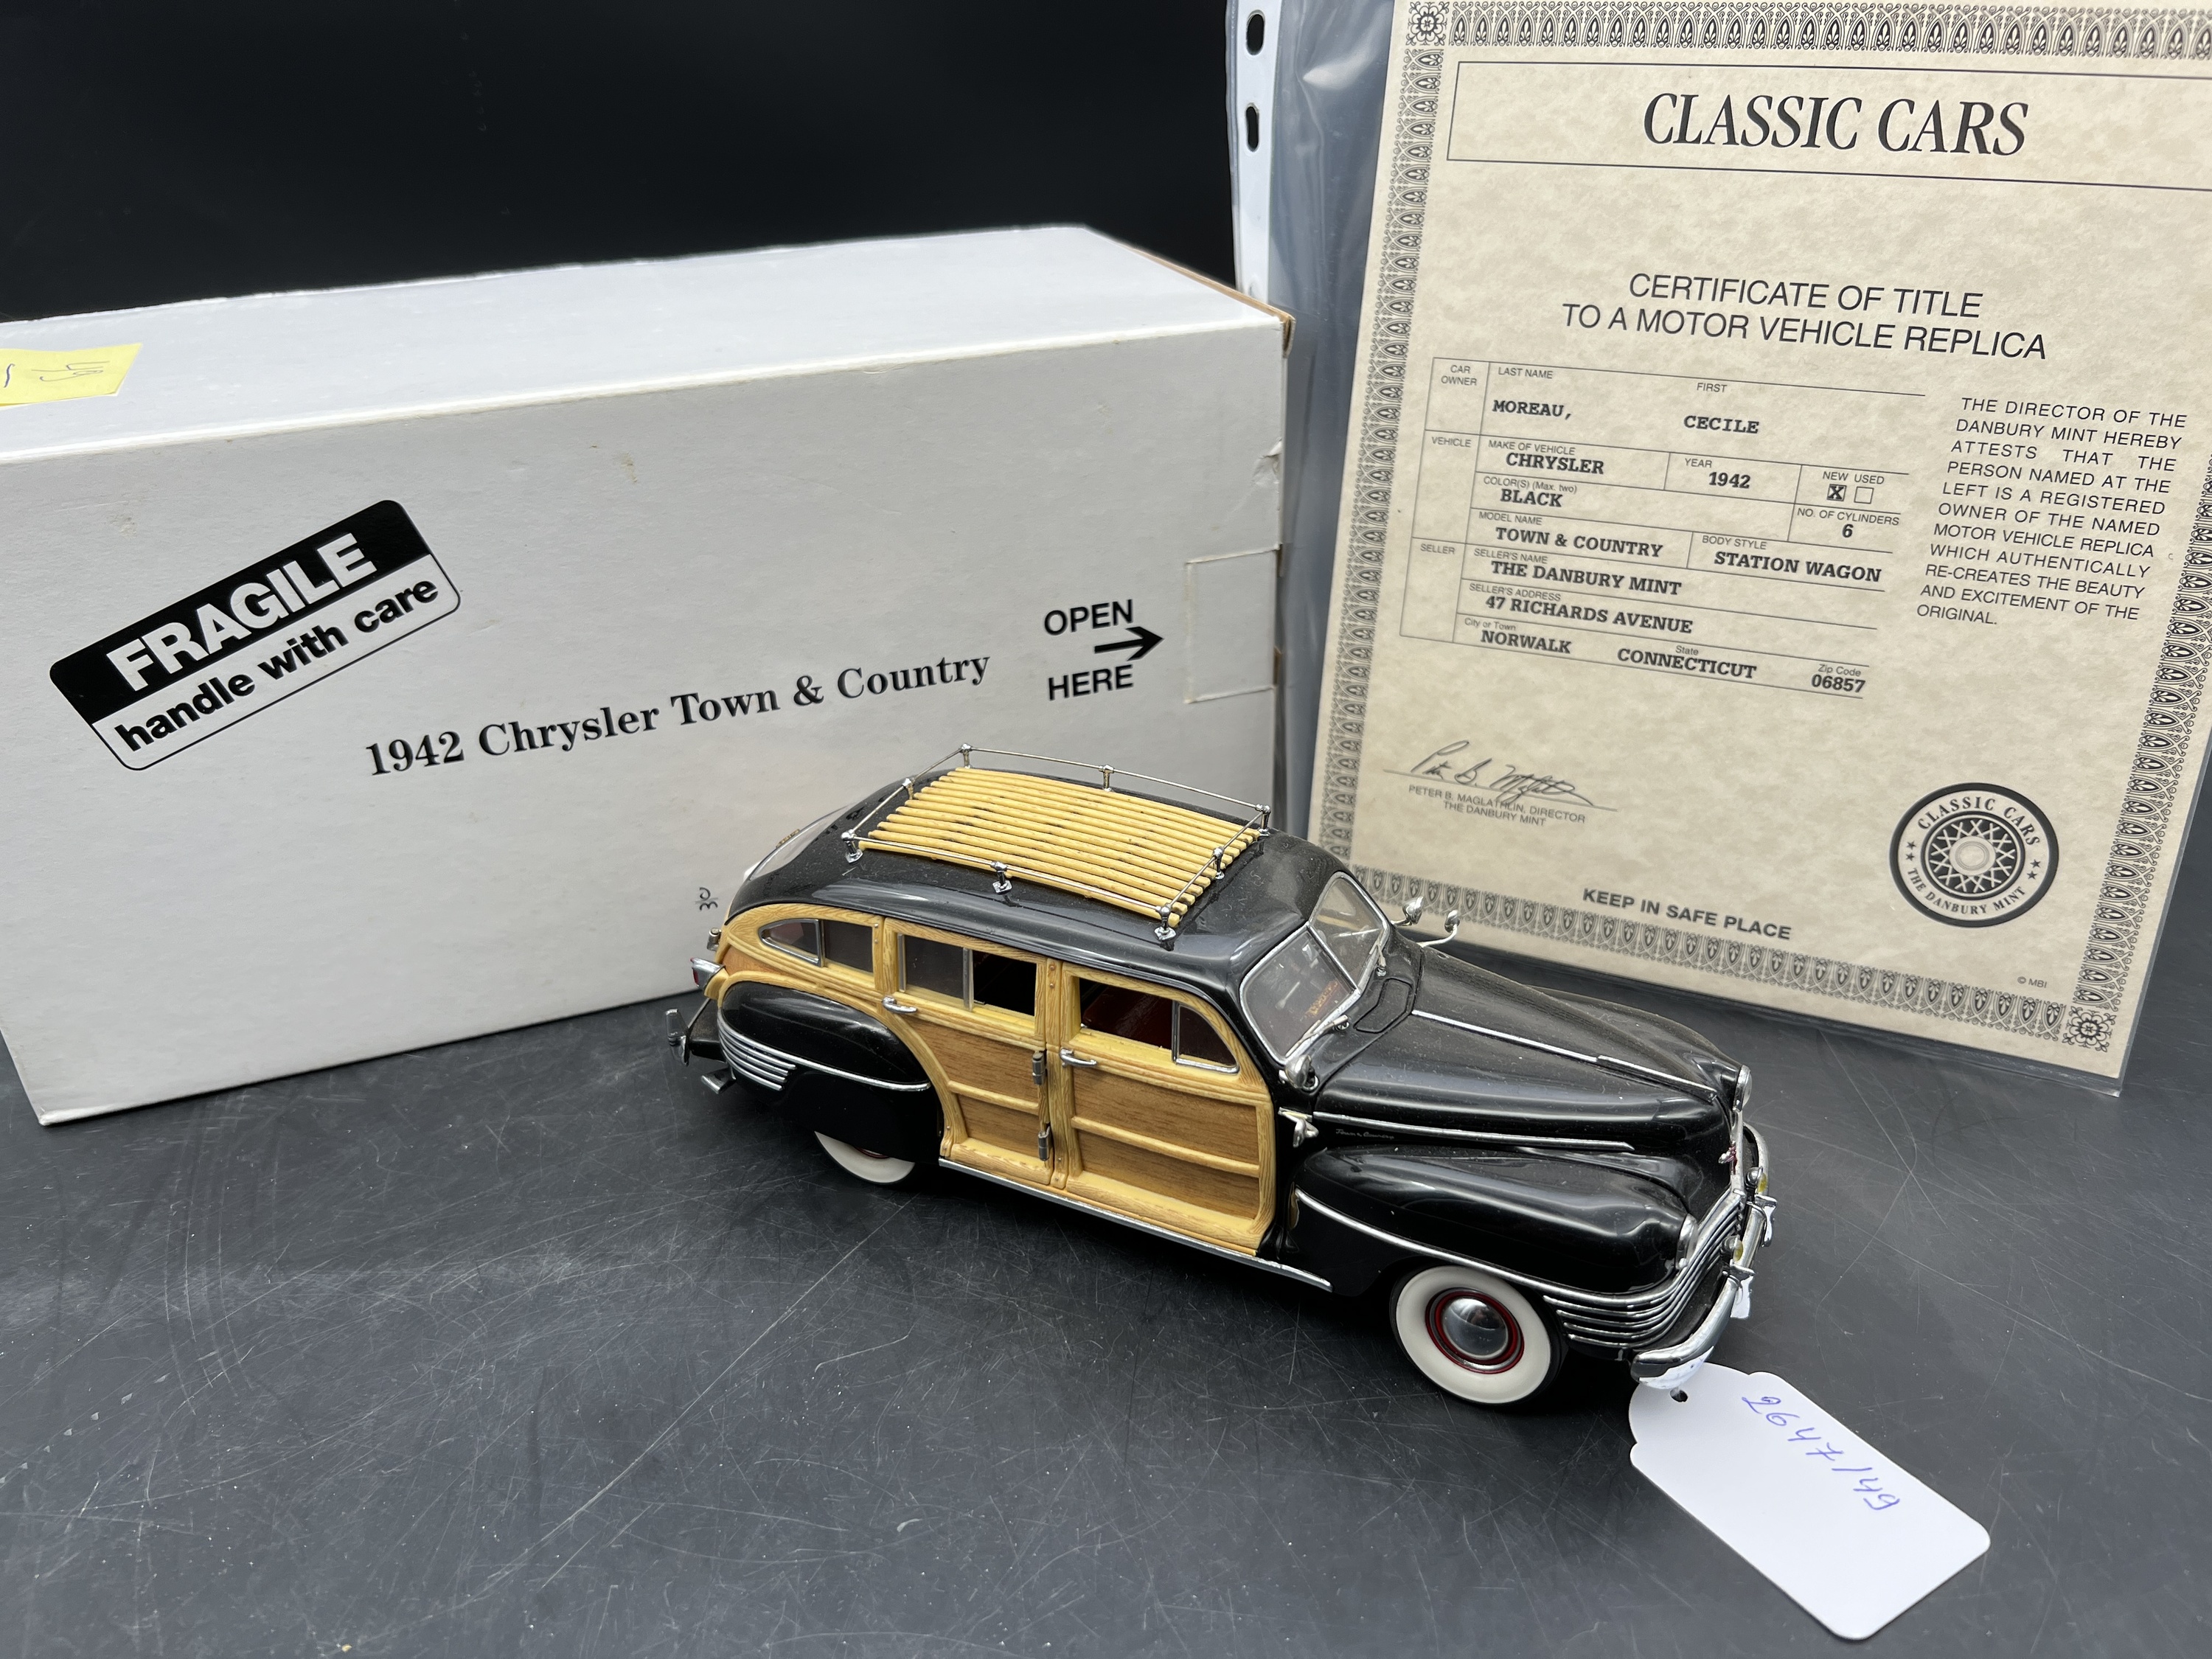 FRAGILE
handle with care
1942 Chrysler Town & Country
OPEN
HERE
CLASSIC CARS
CERTIFICATE OF TITLE
TO A MOTOR VEHICLE REPLICA
CAR OWNER
LAST NAME FIRST
MOREAU, CECILE
VEHICLE
MAKE OF VEHICLE YEAR NEW USED
CHRYSLER 1942 X
COLOR(S) (Max. two) NO. OF CYLINDERS
BLACK 6
MODEL NAME BODY STYLE
TOWN & COUNTRY STATION WAGON
SELLER
SELLER'S NAME
THE DANBURY MINT
SELLER'S ADDRESS
47 RICHARDS AVENUE
City or Town State Zip Code
NORWALK CONNECTICUT 06857
THE DIRECTOR OF THE
DANBURY MINT HEREBY
ATTESTS THAT THE
PERSON NAMED AT THE
LEFT IS A REGISTERED
OWNER OF THE NAMED
MOTOR VEHICLE REPLICA
WHICH AUTHENTICALLY
RE-CREATES THE BEAUTY
AND EXCITEMENT OF THE
ORIGINAL.
PETER B. MAGLATHLIN, DIRECTOR
THE DANBURY MINT
CLASSIC CARS
THE DANBURY MINT
KEEP IN SAFE PLACE
© MBI
Town & Country
2647/149